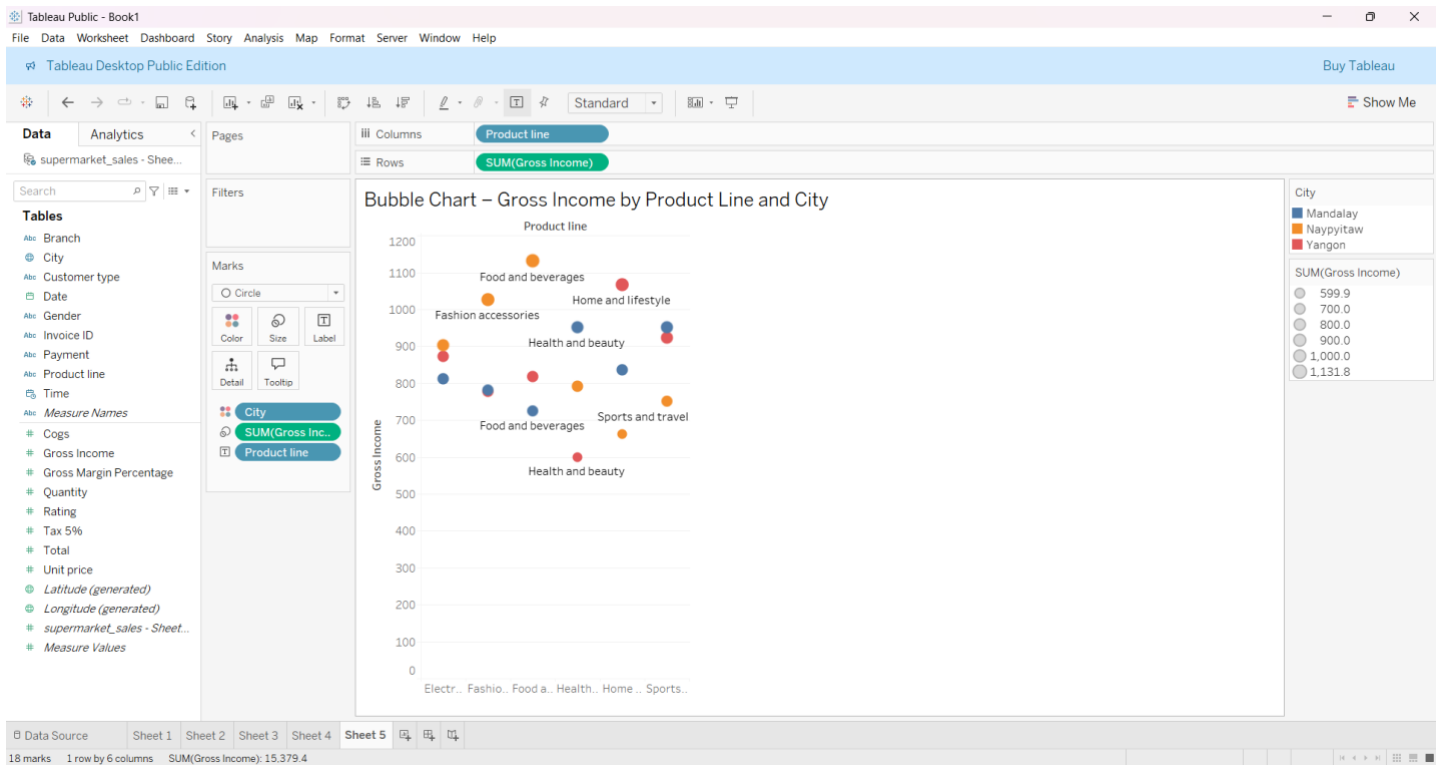 Tableau Public - Book1
File Data Worksheet Dashboard Story Analysis Map Format Server Window Help
Tableau Desktop Public Edition
Buy Tableau
Standard
Show Me
Data
Analytics
supermarket_sales - Shee...
Search
Tables
Abc Branch
City
Abc Customer type
Date
Abc Gender
Abc Invoice ID
Abc Payment
Abc Product line
Time
Abc Measure Names
# Cogs
# Gross Income
# Gross Margin Percentage
# Quantity
# Rating
# Tax 5%
# Total
# Unit price
Latitude (generated)
Longitude (generated)
# supermarket_sales - Sheet...
# Measure Values
Pages
Filters
Marks
Circle
Color
Size
Label
Detail
Tooltip
City
SUM(Gross Inc..
Product line
Columns
Product line
Rows
SUM(Gross Income)
Bubble Chart – Gross Income by Product Line and City
Product line
1200
1100
1000
900
800
700
600
500
400
300
200
100
0
Gross Income
Food and beverages
Home and lifestyle
Fashion accessories
Health and beauty
Sports and travel
Food and beverages
Health and beauty
Electr.. Fashio.. Food a.. Health.. Home .. Sports..
City
Mandalay
Naypyitaw
Yangon
SUM(Gross Income)
599.9
700.0
800.0
900.0
1,000.0
1,131.8
Data Source
Sheet 1
Sheet 2
Sheet 3
Sheet 4
Sheet 5
18 marks 1 row by 6 columns SUM(Gross Income): 15,379.4